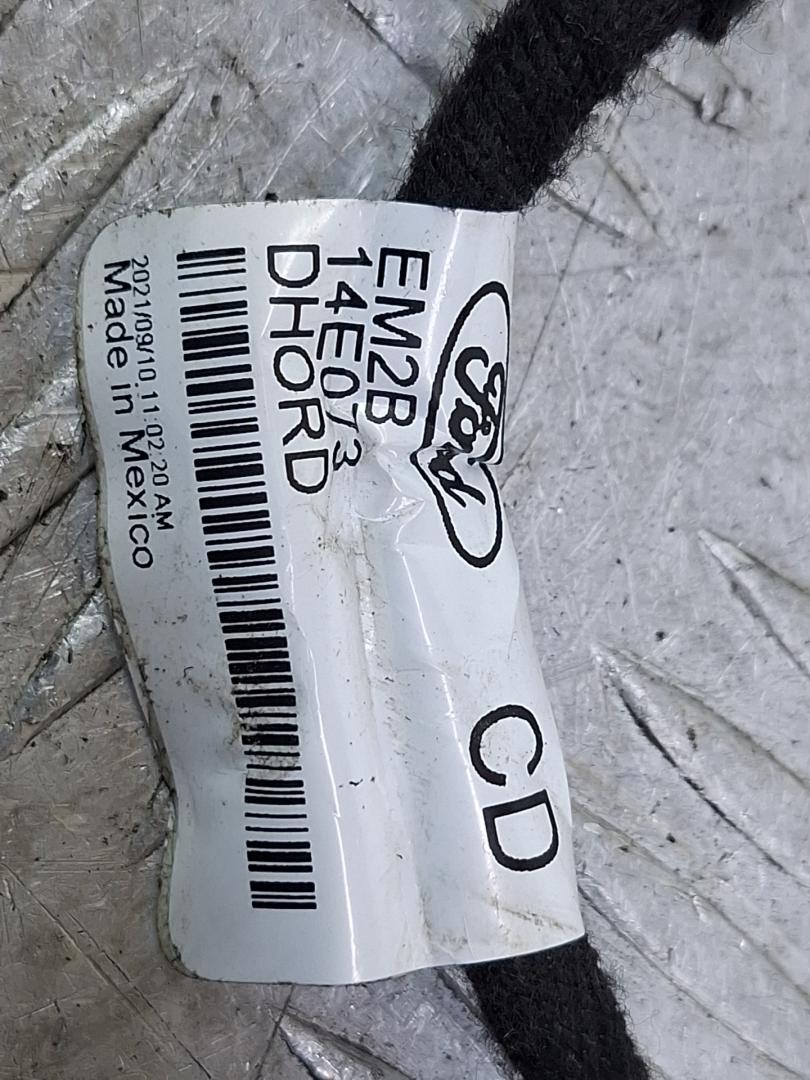 Ford
CD
EM2B
14E073
DHORD
2021/09/10 11:02:20 AM
Made in Mexico